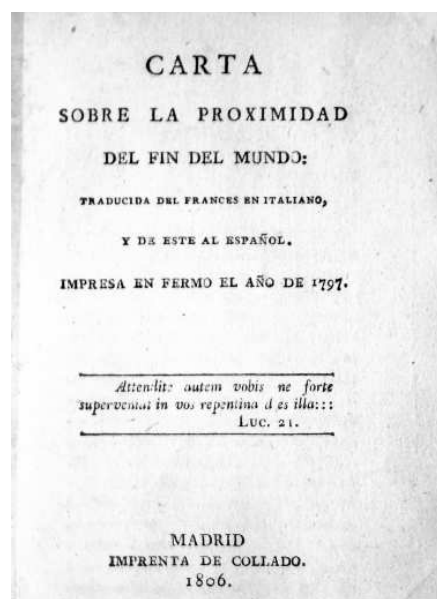 CARTA
SOBRE LA PROXIMIDAD
DEL FIN DEL MUNDO:
TRADUCIDA DEL FRANCES EN ITALIANO,
Y DE ESTE AL ESPAÑOL.
IMPRESA EN FERMO EL AÑO DE 1797.
Attendite autem vobis ne forte
superveniat in vos repentina dies illa:::
LUC. 21.
MADRID
IMPRENTA DE COLLADO.
1806.